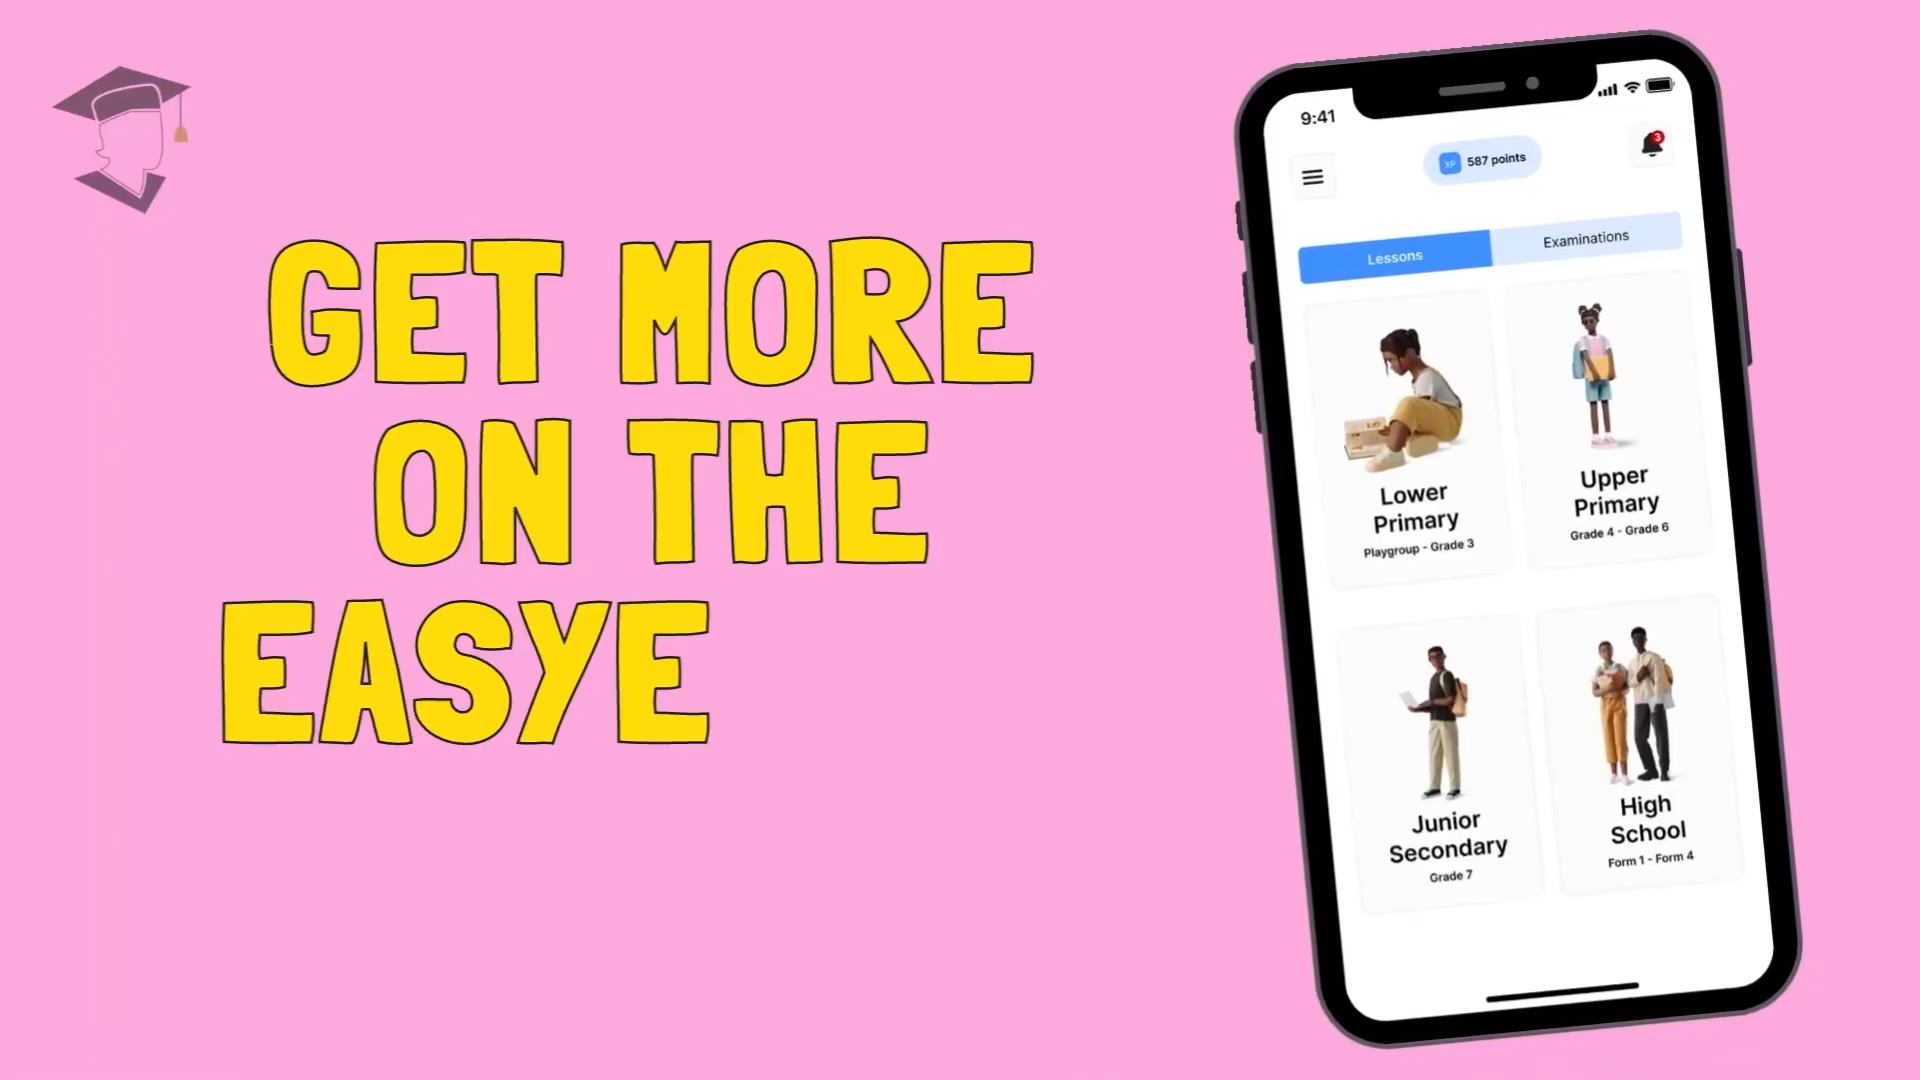 GET MORE
ON THE
EASYE
9:41
XP 587 points
3
Lessons
Examinations
Lower
Primary
Playgroup - Grade 3
Upper
Primary
Grade 4 - Grade 6
Junior
Secondary
Grade 7
High
School
Form 1 - Form 4